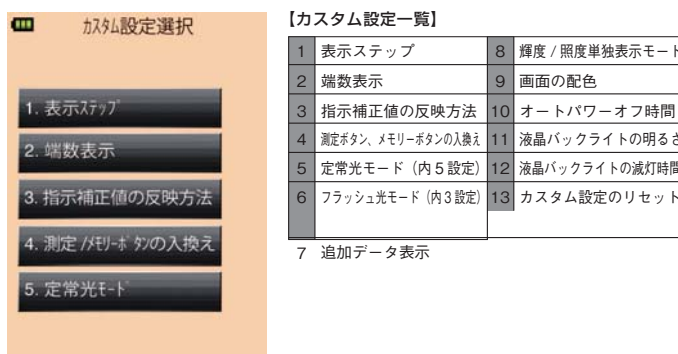 カスタム設定選択
1. 表示ステップ
2. 端数表示
3. 指示補正値の反映方法
4. 測定/メモリーボタンの入換え
5. 定常光モード
【カスタム設定一覧】
1 表示ステップ
2 端数表示
3 指示補正値の反映方法
4 測定ボタン、メモリーボタンの入換え
5 定常光モード（内５設定）
6 フラッシュ光モード（内３設定）
7 追加データ表示
8 輝度 / 照度単独表示モード
9 画面の配色
10 オートパワーオフ時間
11 液晶バックライトの明るさ
12 液晶バックライトの減灯時間
13 カスタム設定のリセット